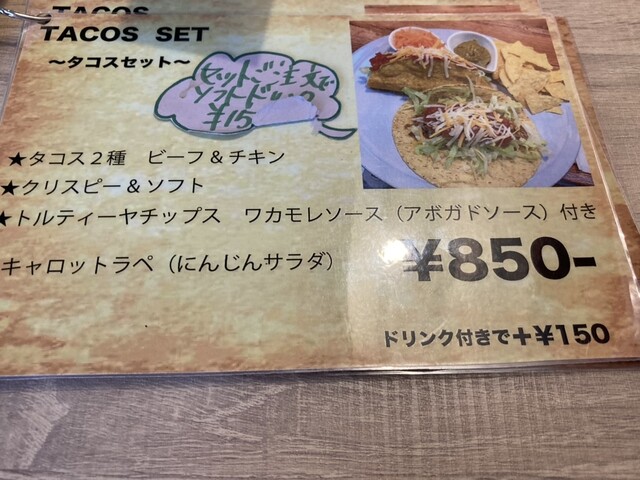 TACOS
TACOS SET
～タコスセット～
セットご注文で
ソフトドリンク
★タコス２種　ビーフ＆チキン
★クリスピー＆ソフト
★トルティーヤチップス　ワカモレソース（アボガドソース）付き
キャロットラペ（にんじんサラダ）
¥850-
ドリンク付きで＋¥150